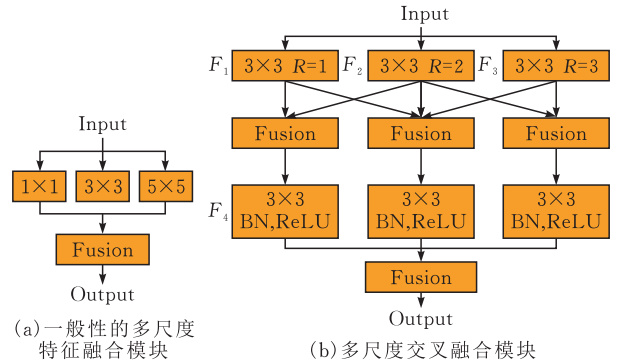 Input
1×1 3×3 5×5
Fusion
Output
(a)一般性的多尺度
特征融合模块
Input
F₁ 3×3 R=1 F₂ 3×3 R=2 F₃ 3×3 R=3
Fusion Fusion Fusion
F₄ 3×3 3×3 3×3
BN,ReLU BN,ReLU BN,ReLU
Fusion
Output
(b)多尺度交叉融合模块